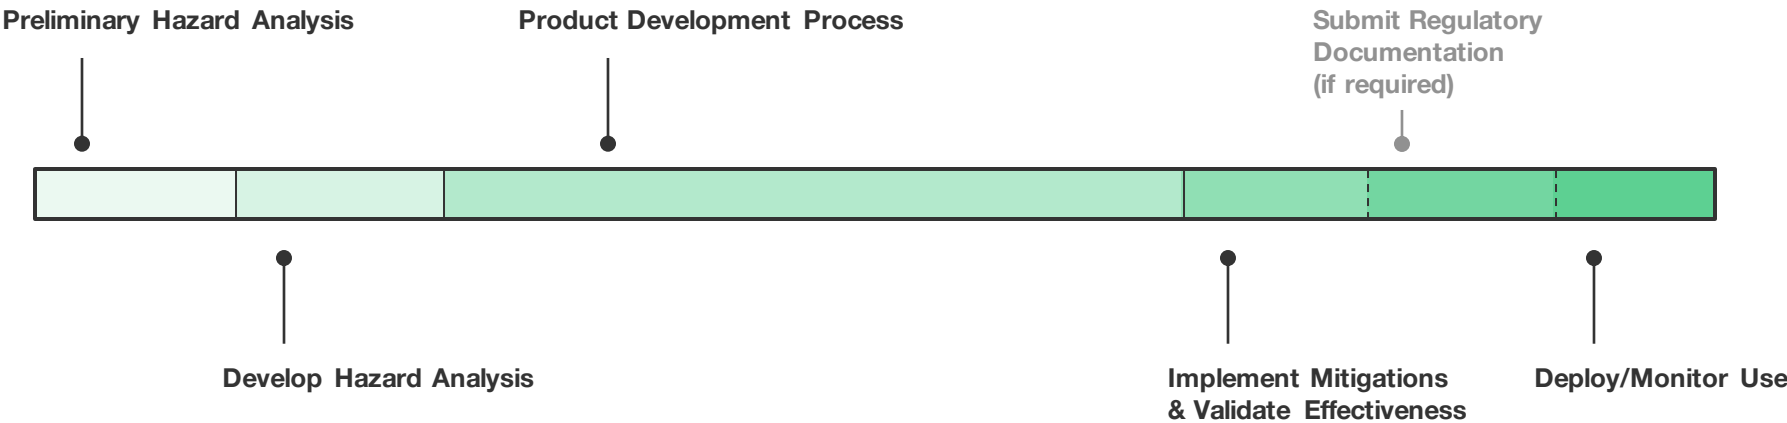 Preliminary Hazard Analysis
Product Development Process
Submit Regulatory
Documentation
(if required)
Develop Hazard Analysis
Implement Mitigations
& Validate Effectiveness
Deploy/Monitor Use